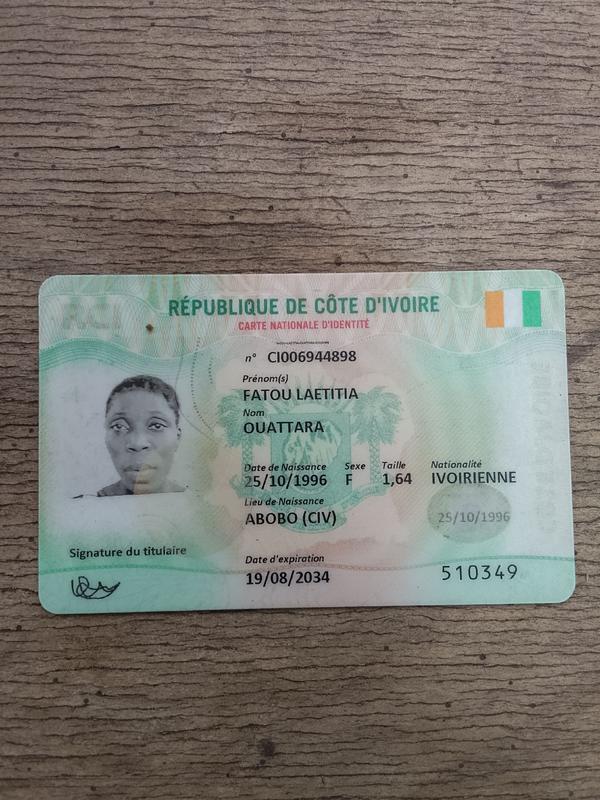 RCI
RÉPUBLIQUE DE CÔTE D'IVOIRE
CARTE NATIONALE D'IDENTITÉ
n° CI006944898
Prénom(s)
FATOU LAETITIA
Nom
OUATTARA
Date de Naissance Sexe Taille Nationalité
25/10/1996 F 1,64 IVOIRIENNE
Lieu de Naissance
ABOBO (CIV)
25/10/1996
Signature du titulaire
Date d'expiration
19/08/2034
510349